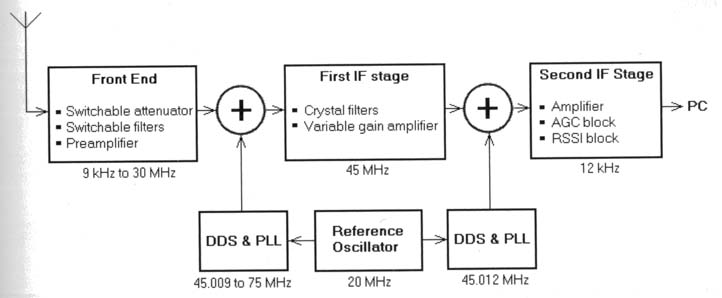 Front End
▪ Switchable attenuator
▪ Switchable filters
▪ Preamplifier
9 kHz to 30 MHz
+
First IF stage
▪ Crystal filters
▪ Variable gain amplifier
45 MHz
+
Second IF Stage
▪ Amplifier
▪ AGC block
▪ RSSI block
12 kHz
PC
DDS & PLL
45.009 to 75 MHz
Reference
Oscillator
20 MHz
DDS & PLL
45.012 MHz